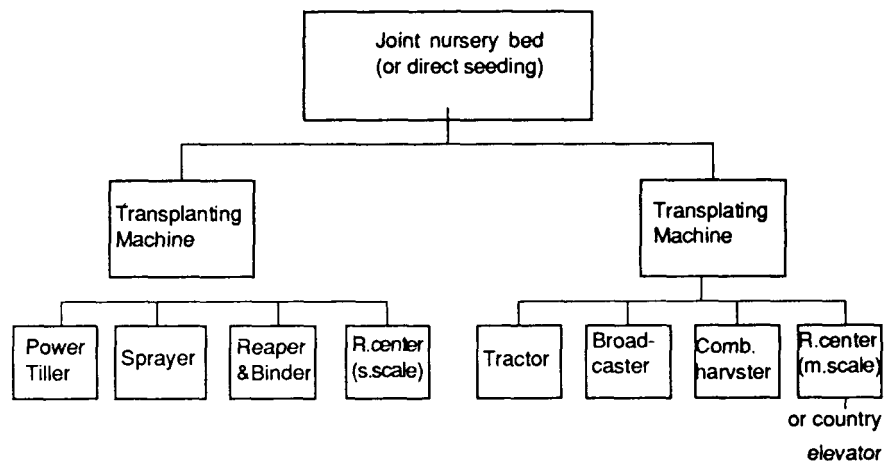 Joint nursery bed
(or direct seeding)
Transplanting
Machine
Transplating
Machine
Power
Tiller
Sprayer
Reaper
&Binder
R.center
(s.scale)
Tractor
Broad-
caster
Comb.
harvster
R.center
(m.scale)
or country
elevator